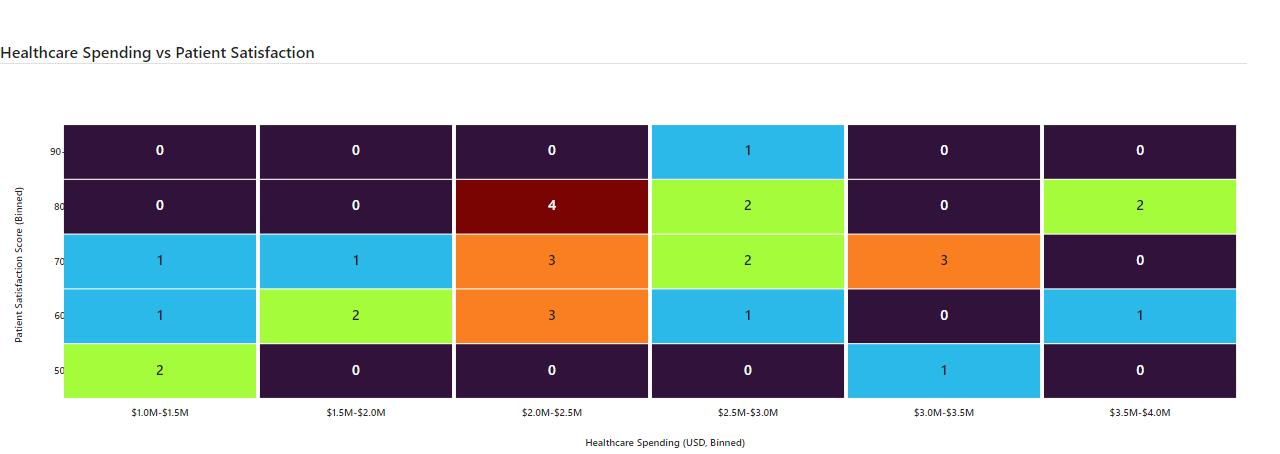 Healthcare Spending vs Patient Satisfaction
Patient Satisfaction Score (Binned)
90- 0 0 0 1 0 0
80 0 0 4 2 0 2
70 1 1 3 2 3 0
60 1 2 3 1 0 1
50 2 0 0 0 1 0
$1.0M-$1.5M $1.5M-$2.0M $2.0M-$2.5M $2.5M-$3.0M $3.0M-$3.5M $3.5M-$4.0M
Healthcare Spending (USD, Binned)